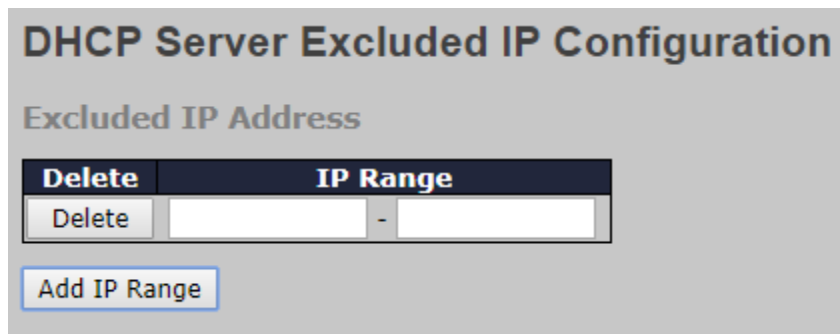 DHCP Server Excluded IP Configuration
Excluded IP Address
Delete IP Range
Delete -
Add IP Range